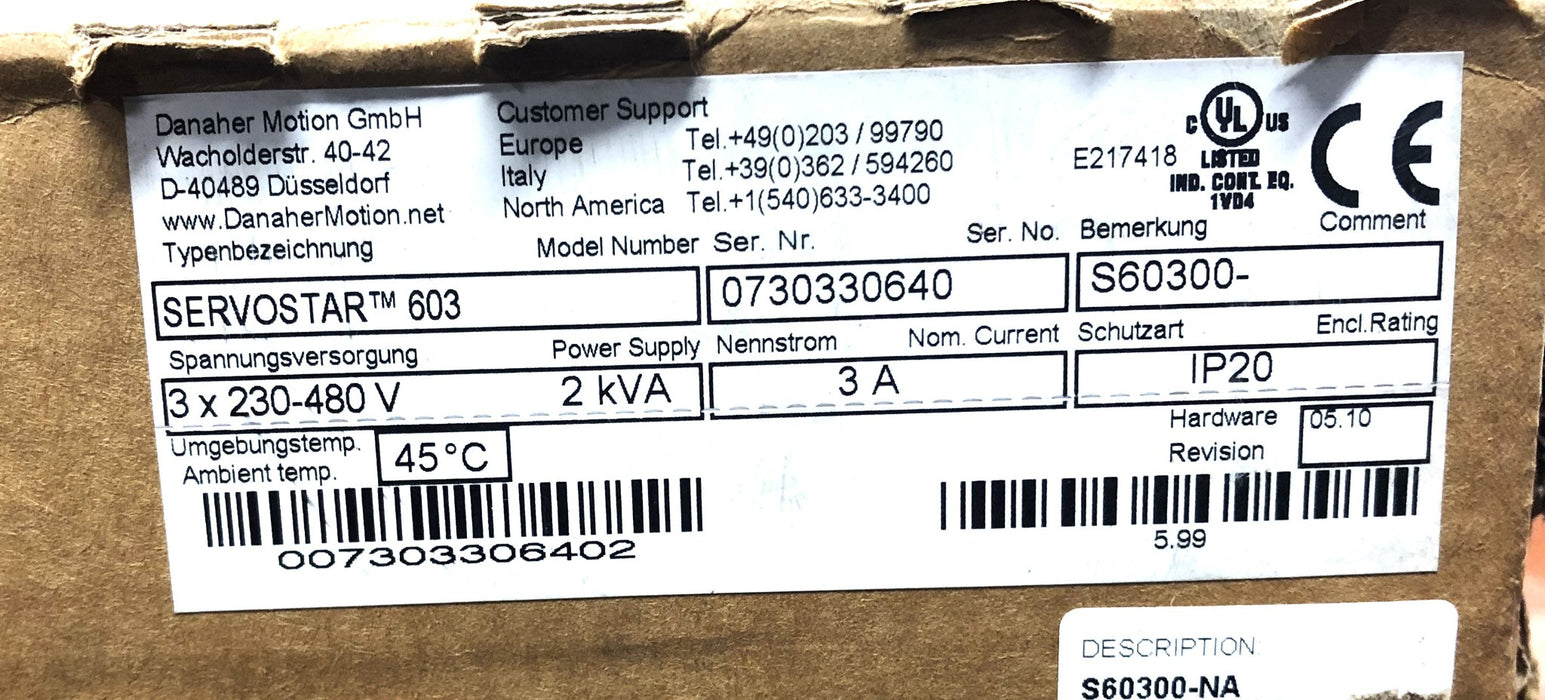 Danaher Motion GmbH
Wacholderstr. 40-42
D-40489 Düsseldorf
www.DanaherMotion.net
Customer Support
Europe Tel.+49(0)203 / 99790
Italy Tel.+39(0)362 / 594260
North America Tel.+1(540)633-3400
E217418
C UL US
LISTED
IND. CONT. EQ.
1VD4
CE
Typenbezeichnung Model Number Ser. Nr. Ser. No. Bemerkung Comment
SERVOSTAR™ 603 0730330640 S60300-
Spannungsversorgung Power Supply Nennstrom Nom. Current Schutzart Encl.Rating
3 x 230-480 V 2 kVA 3 A IP20
Umgebungstemp.
Ambient temp.
45°C
Hardware
Revision
05.10
007303306402
5.99
DESCRIPTION:
S60300-NA